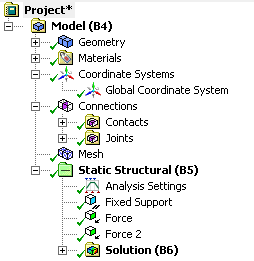 Project*
Model (B4)
Geometry
Materials
Coordinate Systems
Global Coordinate System
Connections
Contacts
Joints
Mesh
Static Structural (B5)
Analysis Settings
Fixed Support
Force
Force 2
Solution (B6)